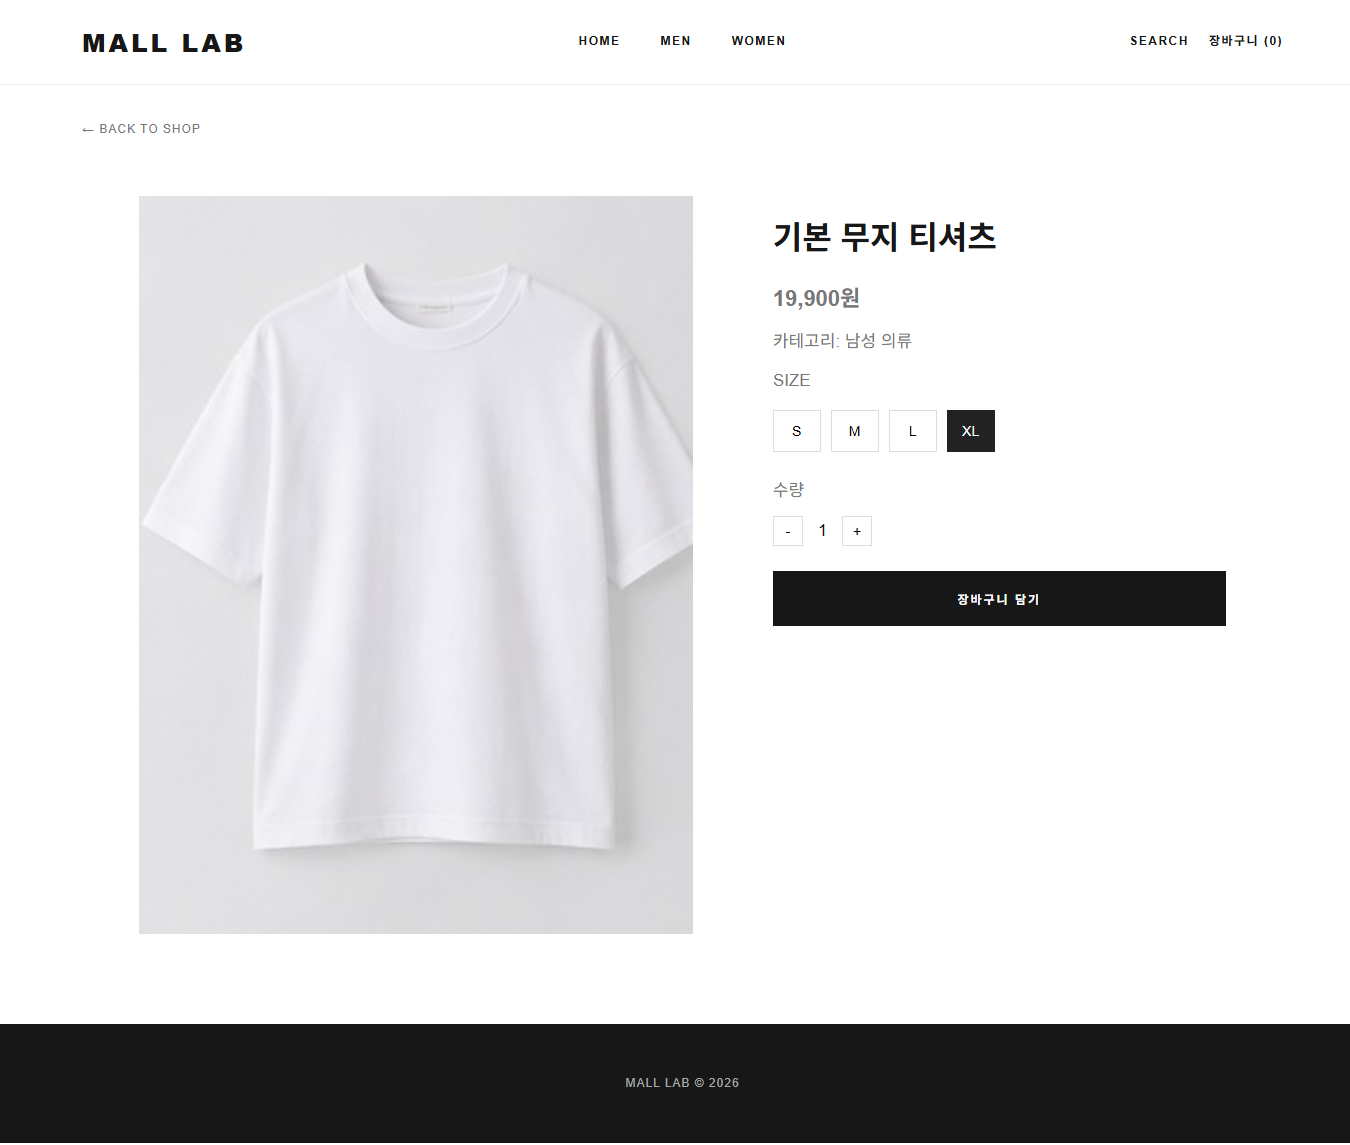 MALL LAB
HOME MEN WOMEN
SEARCH 장바구니 (0)
← BACK TO SHOP
기본 무지 티셔츠
19,900원
카테고리: 남성 의류
SIZE
S M L XL
수량
- 1 +
장바구니 담기
MALL LAB © 2026